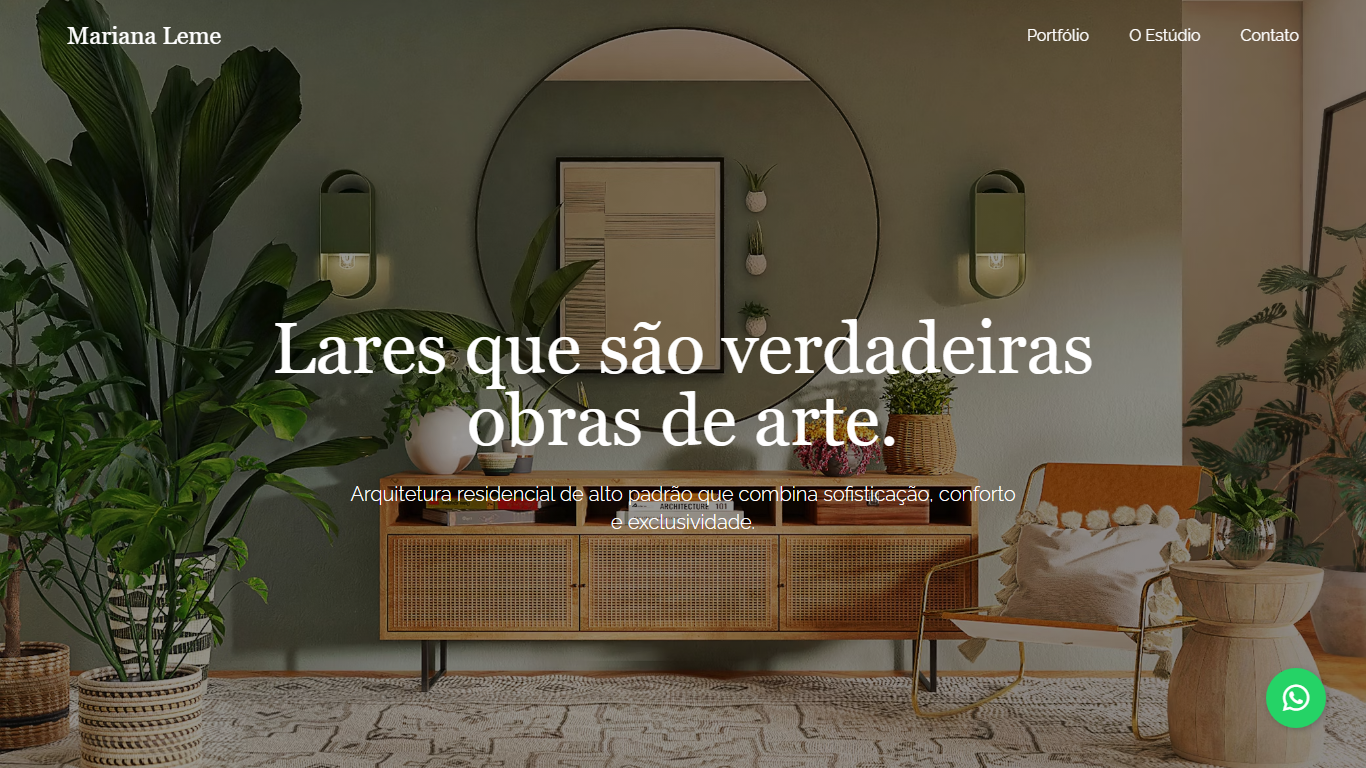 Mariana Leme
Portfólio
O Estúdio
Contato
Lares que são verdadeiras
obras de arte.
Arquitetura residencial de alto padrão que combina sofisticação, conforto
e exclusividade.
ARCHITECTURE 101